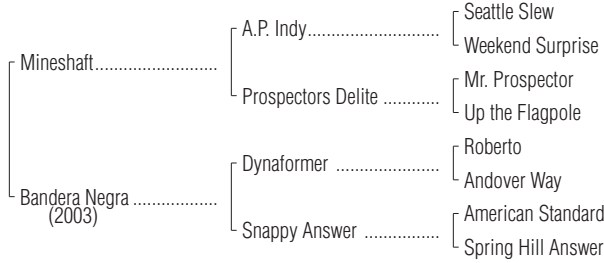 Seattle Slew
A.P. Indy............................
Weekend Surprise
Mineshaft..........................
Mr. Prospector
Prospectors Delite ............
Up the Flagpole
Roberto
Dynaformer ......................
Andover Way
Bandera Negra ..................
(2003)
American Standard
Snappy Answer ................
Spring Hill Answer